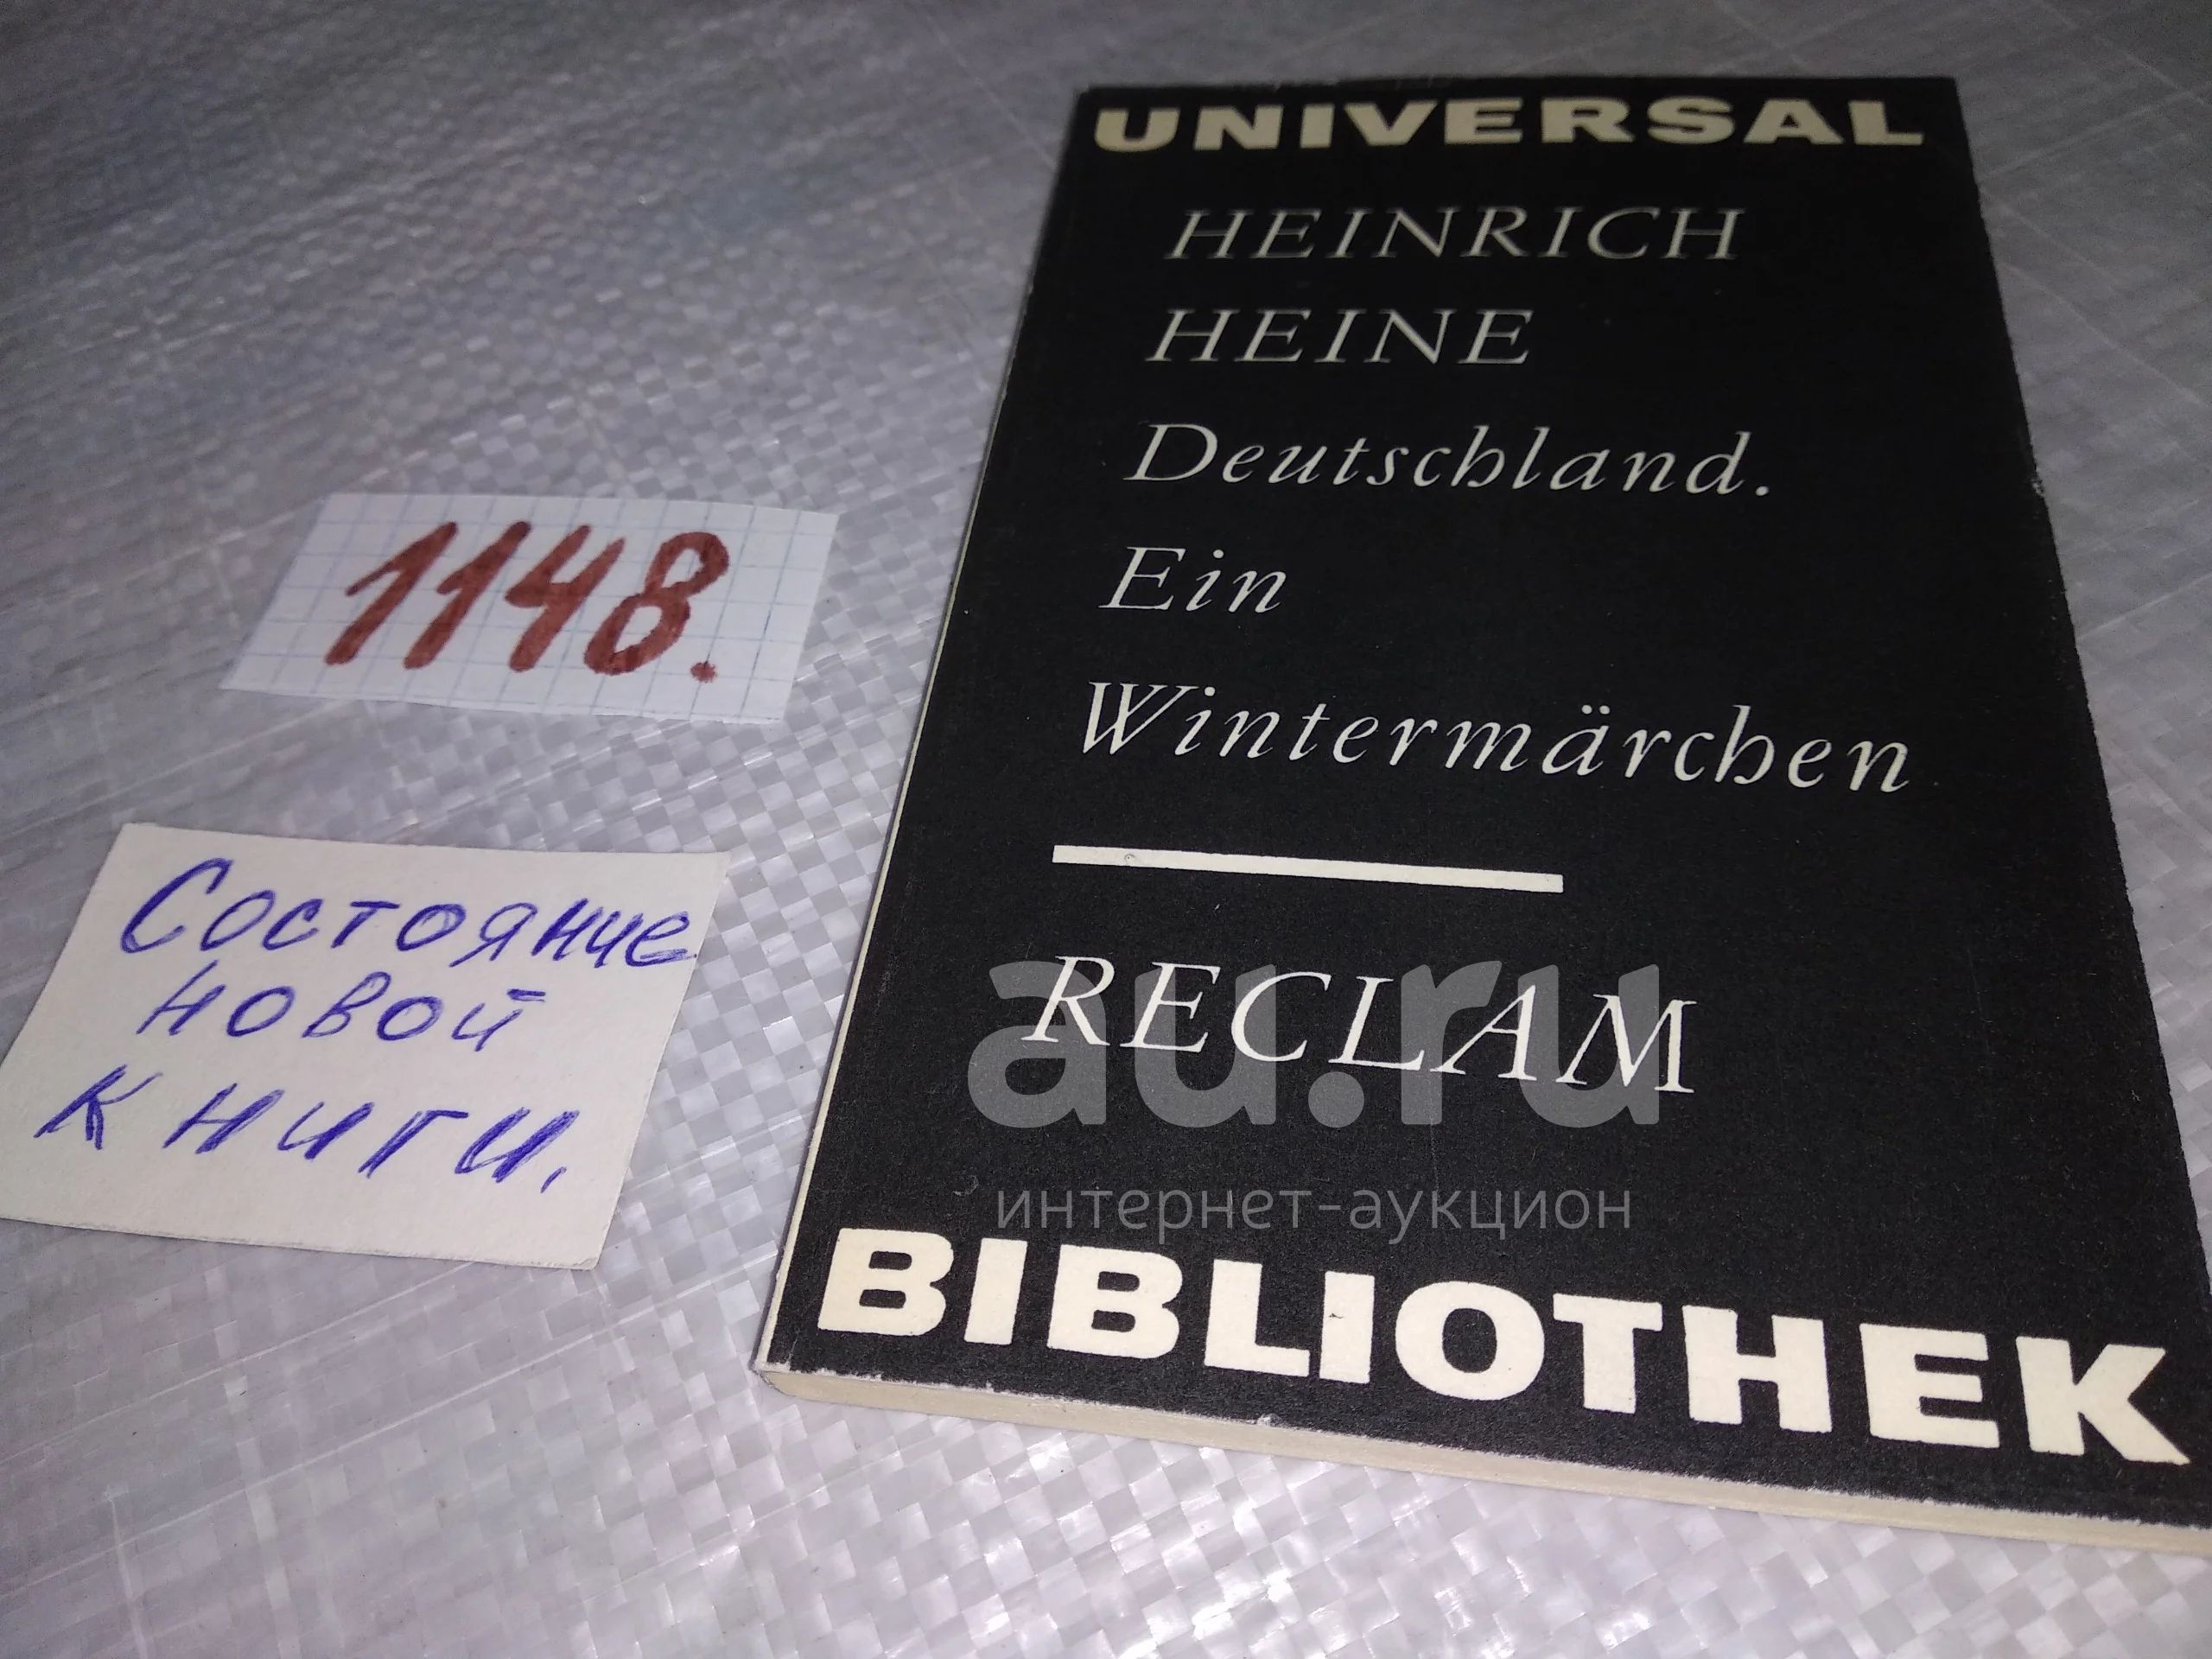 UNIVERSAL
HEINRICH
HEINE
Deutschland.
Ein
Wintermärchen
RECLAM
BIBLIOTHEK
1148.
Состояние
новой
книги.
au.ru
интернет-аукцион